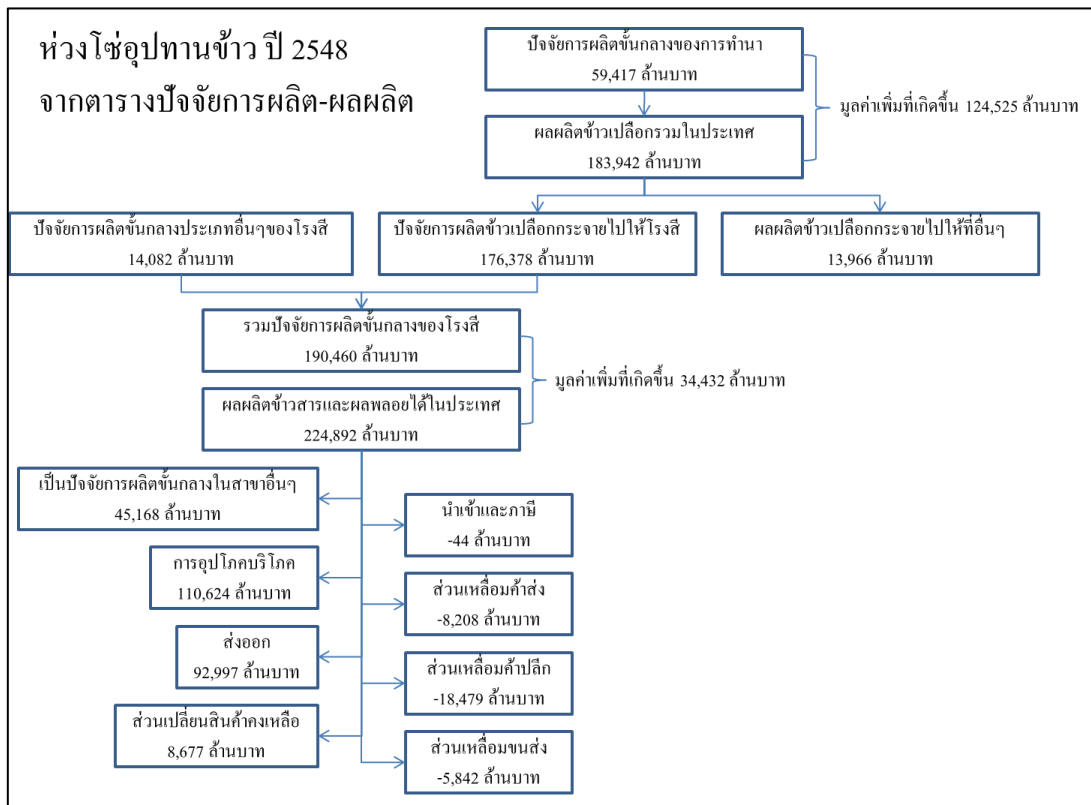 ห่วงโซ่อุปทานข้าว ปี 2548
จากตารางปัจจัยการผลิต-ผลผลิต
ปัจจัยการผลิตขั้นกลางของการทำนา
59,417 ล้านบาท
มูลค่าเพิ่มที่เกิดขึ้น 124,525 ล้านบาท
ผลผลิตข้าวเปลือกรวมในประเทศ
183,942 ล้านบาท
ปัจจัยการผลิตขั้นกลางประเภทอื่นๆของโรงสี
14,082 ล้านบาท
ปัจจัยการผลิตข้าวเปลือกกระจายไปให้โรงสี
176,378 ล้านบาท
ผลผลิตข้าวเปลือกกระจายไปให้ที่อื่นๆ
13,966 ล้านบาท
รวมปัจจัยการผลิตขั้นกลางของโรงสี
190,460 ล้านบาท
มูลค่าเพิ่มที่เกิดขึ้น 34,432 ล้านบาท
ผลผลิตข้าวสารและผลพลอยได้ในประเทศ
224,892 ล้านบาท
เป็นปัจจัยการผลิตขั้นกลางในสาขาอื่นๆ
45,168 ล้านบาท
นำเข้าและภาษี
-44 ล้านบาท
การอุปโภคบริโภค
110,624 ล้านบาท
ส่วนเหลื่อมค้าส่ง
-8,208 ล้านบาท
ส่งออก
92,997 ล้านบาท
ส่วนเหลื่อมค้าปลีก
-18,479 ล้านบาท
ส่วนเปลี่ยนสินค้าคงเหลือ
8,677 ล้านบาท
ส่วนเหลื่อมขนส่ง
-5,842 ล้านบาท